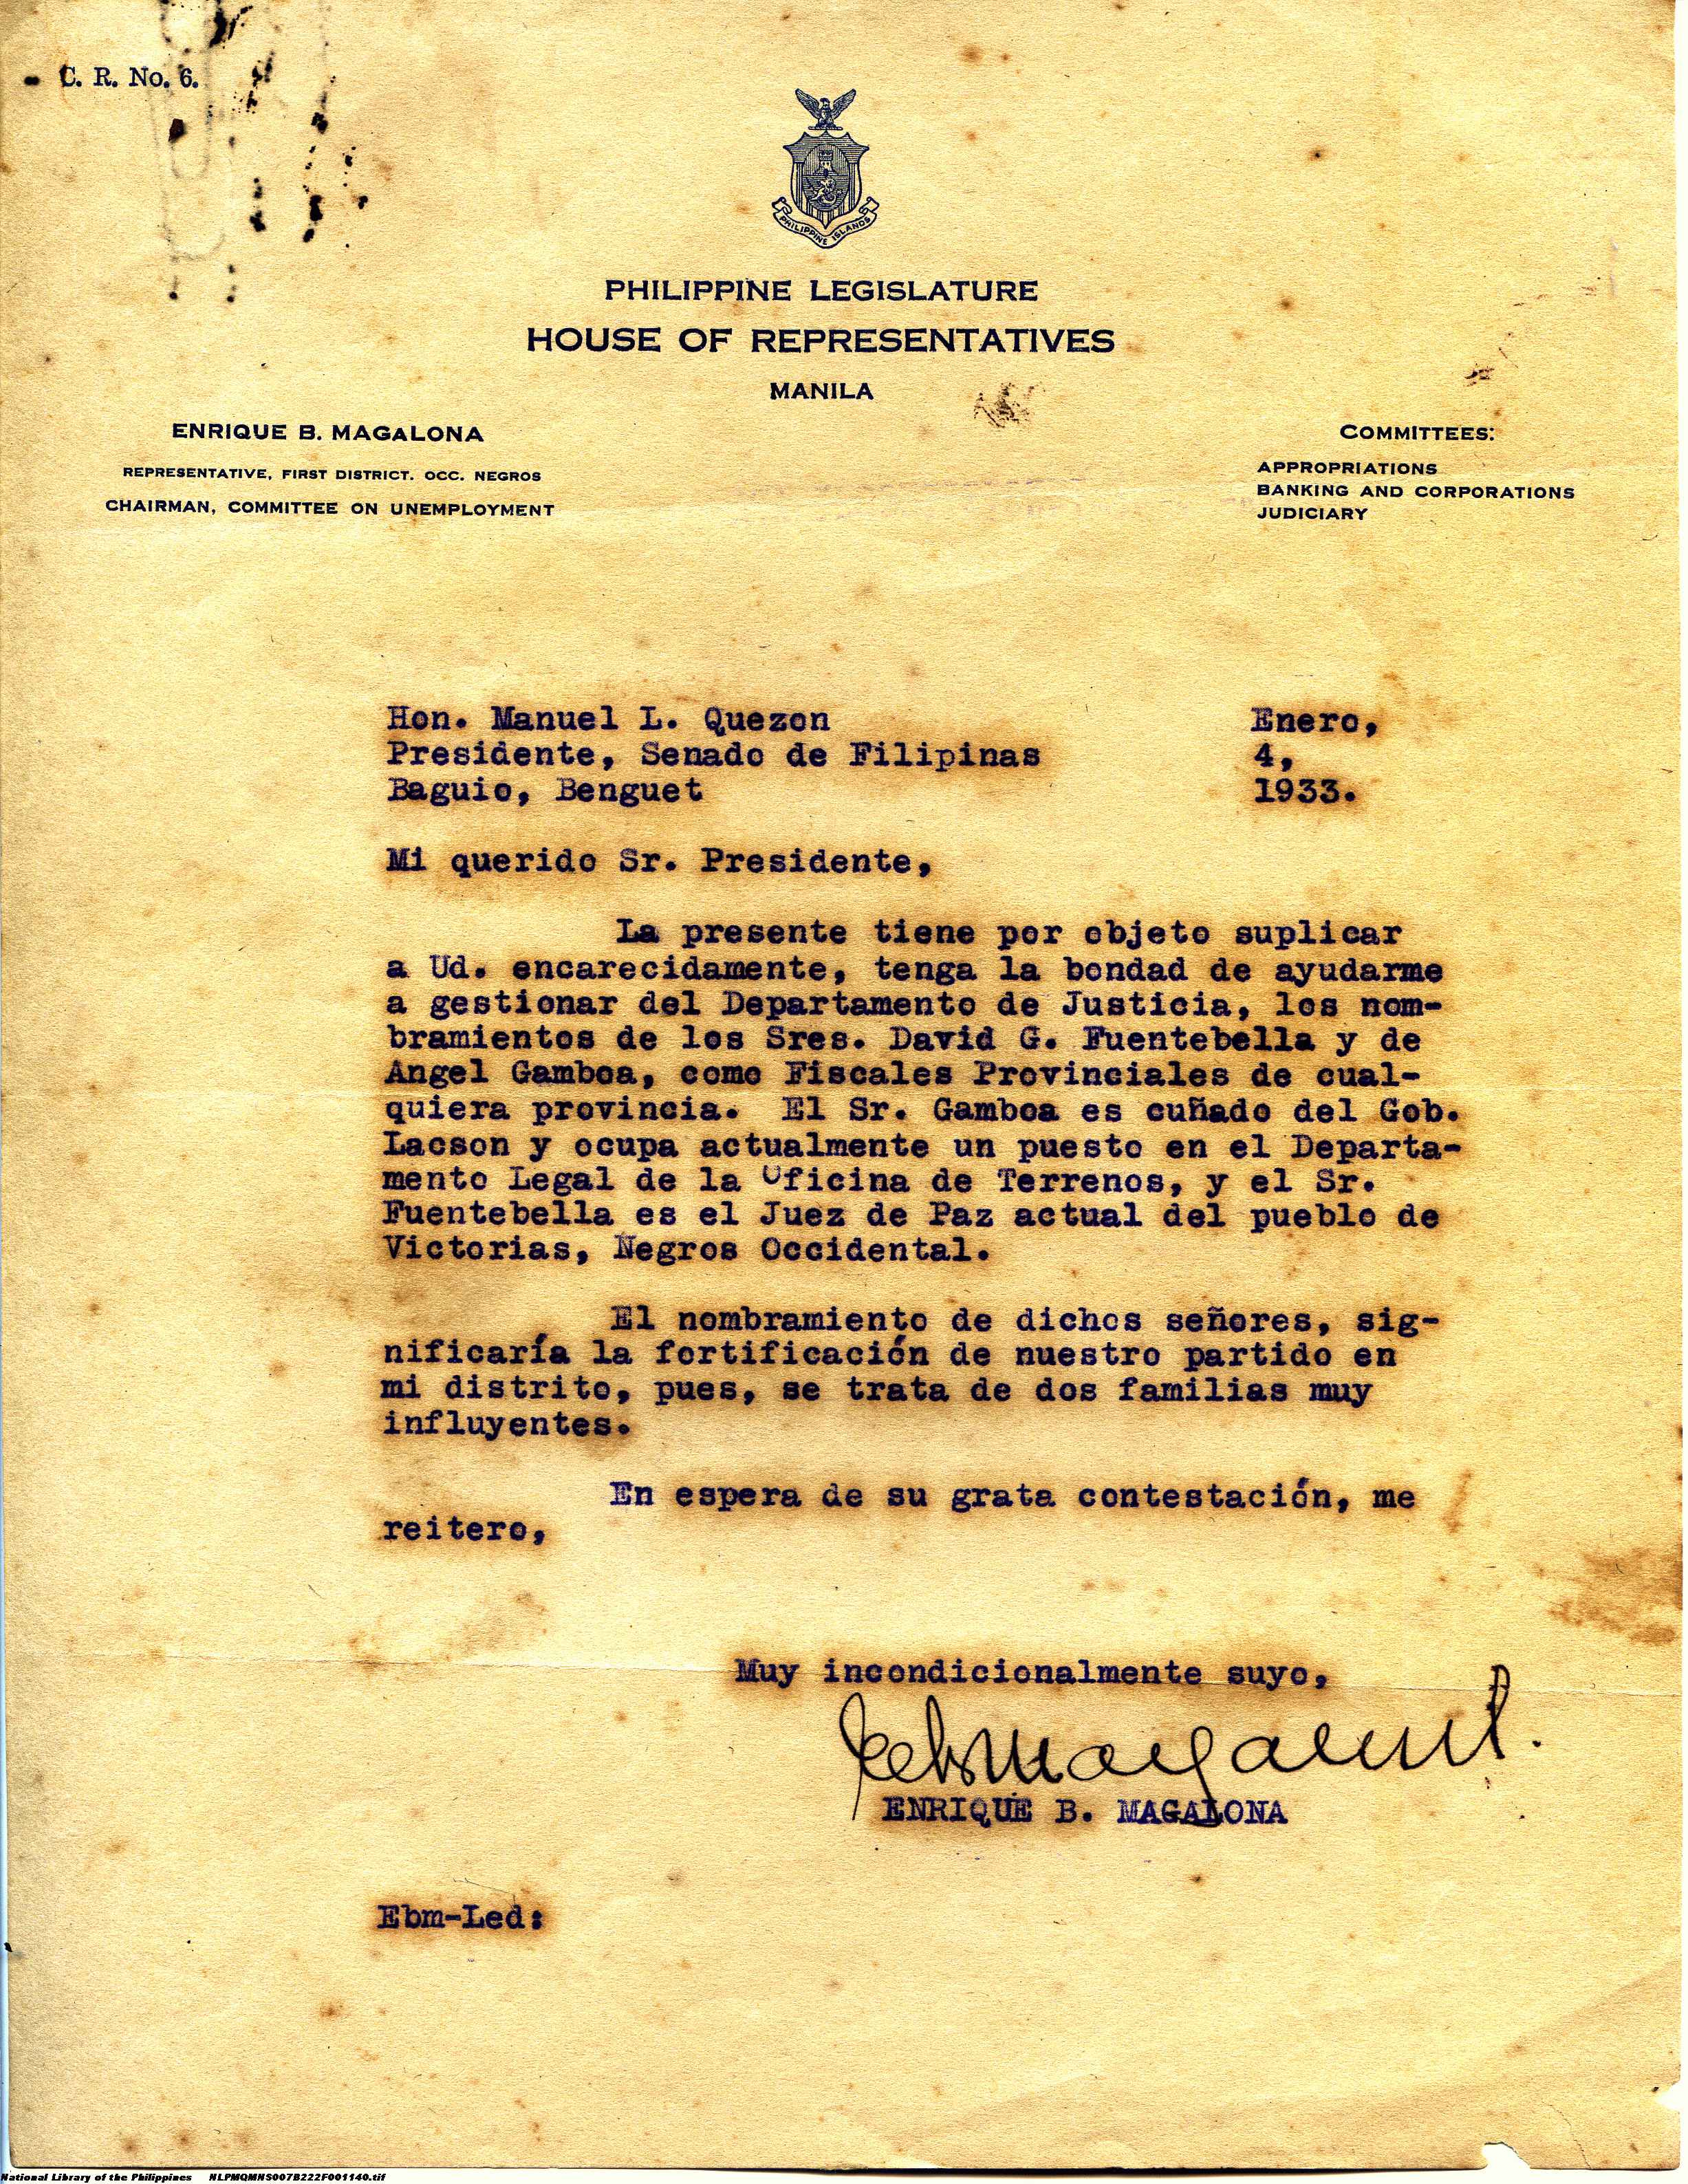 C. R. No. 6.
PHILIPPINE ISLANDS
PHILIPPINE LEGISLATURE
HOUSE OF REPRESENTATIVES
MANILA
ENRIQUE B. MAGALONA
REPRESENTATIVE, FIRST DISTRICT. OCC. NEGROS
CHAIRMAN, COMMITTEE ON UNEMPLOYMENT
COMMITTEES:
APPROPRIATIONS
BANKING AND CORPORATIONS
JUDICIARY
Hon. Manuel L. Quezon Enero,
Presidente, Senado de Filipinas 4,
Baguio, Benguet 1933.
Mi querido Sr. Presidente,
La presente tiene por objeto suplicar
a Ud. encarecidamente, tenga la bondad de ayudarme
a gestionar del Departamento de Justicia, los nom-
bramientos de los Sres. David G. Fuentebella y de
Angel Gamboa, como Fiscales Provinciales de cual-
quiera provincia. El Sr. Gamboa es cuñado del Gob.
Lacson y ocupa actualmente un puesto en el Departa-
mento Legal de la Oficina de Terrenos, y el Sr.
Fuentebella es el Juez de Paz actual del pueblo de
Victorias, Negros Occidental.
El nombramiento de dichos señores, sig-
nificaría la fortificación de nuestro partido en
mi distrito, pues, se trata de dos familias muy
influyentes.
En espera de su grata contestación, me
reitero,
Muy incondicionalmente suyo,
ENRIQUE B. MAGALONA
Ebm-Led:
National Library of the Philippines NLPMQMNS007B222F001140.tif